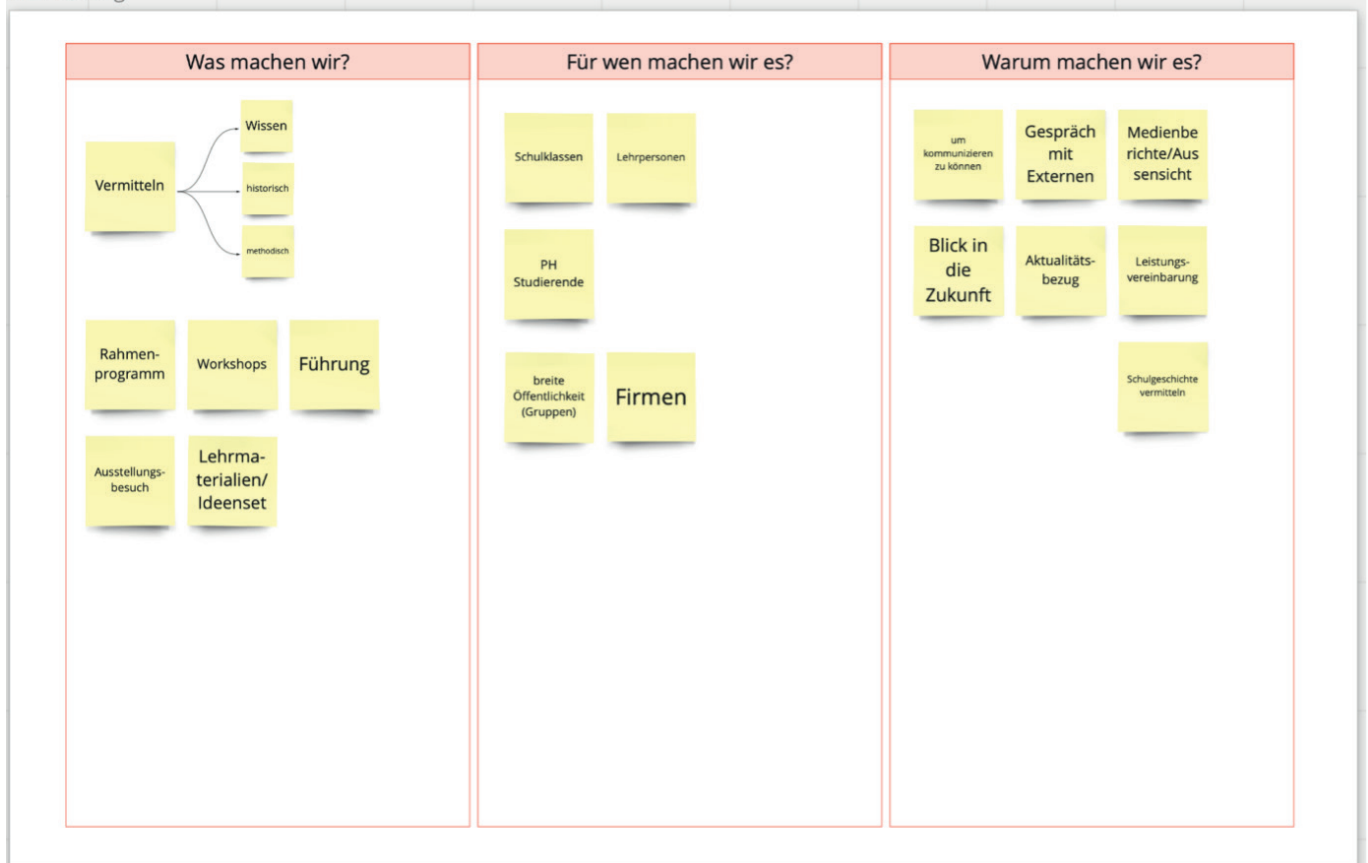 Was machen wir?
Für wen machen wir es?
Warum machen wir es?
Vermitteln
Wissen
historisch
methodisch
Rahmen-
programm
Workshops
Führung
Ausstellungs-
besuch
Lehrma-
terialien/
Ideenset
Schulklassen
Lehrpersonen
PH
Studierende
breite
Öffentlichkeit
(Gruppen)
Firmen
um
kommunizieren
zu können
Gespräch
mit
Externen
Medienbe
richte/Aus
sensicht
Blick in
die
Zukunft
Aktualitäts-
bezug
Leistungs-
vereinbarung
Schulgeschichte
vermitteln